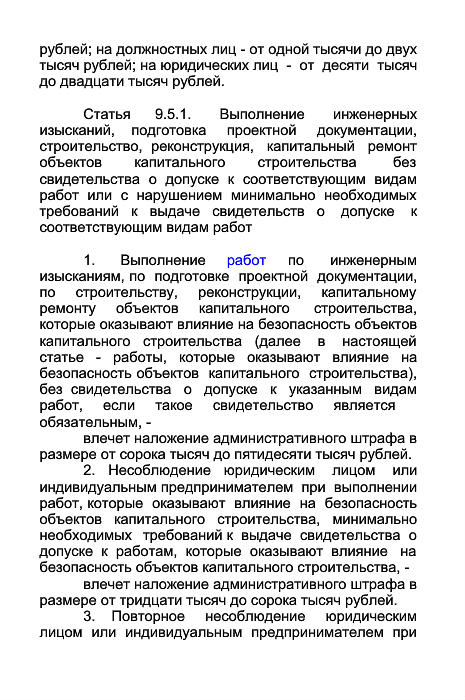 рублей; на должностных лиц - от одной тысячи до двух
тысяч рублей; на юридических лиц - от десяти тысяч
до двадцати тысяч рублей.
Статья 9.5.1. Выполнение инженерных
изысканий, подготовка проектной документации,
строительство, реконструкция, капитальный ремонт
объектов капитального строительства без
свидетельства о допуске к соответствующим видам
работ или с нарушением минимально необходимых
требований к выдаче свидетельств о допуске к
соответствующим видам работ
1. Выполнение работ по инженерным
изысканиям, по подготовке проектной документации,
по строительству, реконструкции, капитальному
ремонту объектов капитального строительства,
которые оказывают влияние на безопасность объектов
капитального строительства (далее в настоящей
статье - работы, которые оказывают влияние на
безопасность объектов капитального строительства),
без свидетельства о допуске к указанным видам
работ, если такое свидетельство является
обязательным, -
влечет наложение административного штрафа в
размере от сорока тысяч до пятидесяти тысяч рублей.
2. Несоблюдение юридическим лицом или
индивидуальным предпринимателем при выполнении
работ, которые оказывают влияние на безопасность
объектов капитального строительства, минимально
необходимых требований к выдаче свидетельства о
допуске к работам, которые оказывают влияние на
безопасность объектов капитального строительства, -
влечет наложение административного штрафа в
размере от тридцати тысяч до сорока тысяч рублей.
3. Повторное несоблюдение юридическим
лицом или индивидуальным предпринимателем при